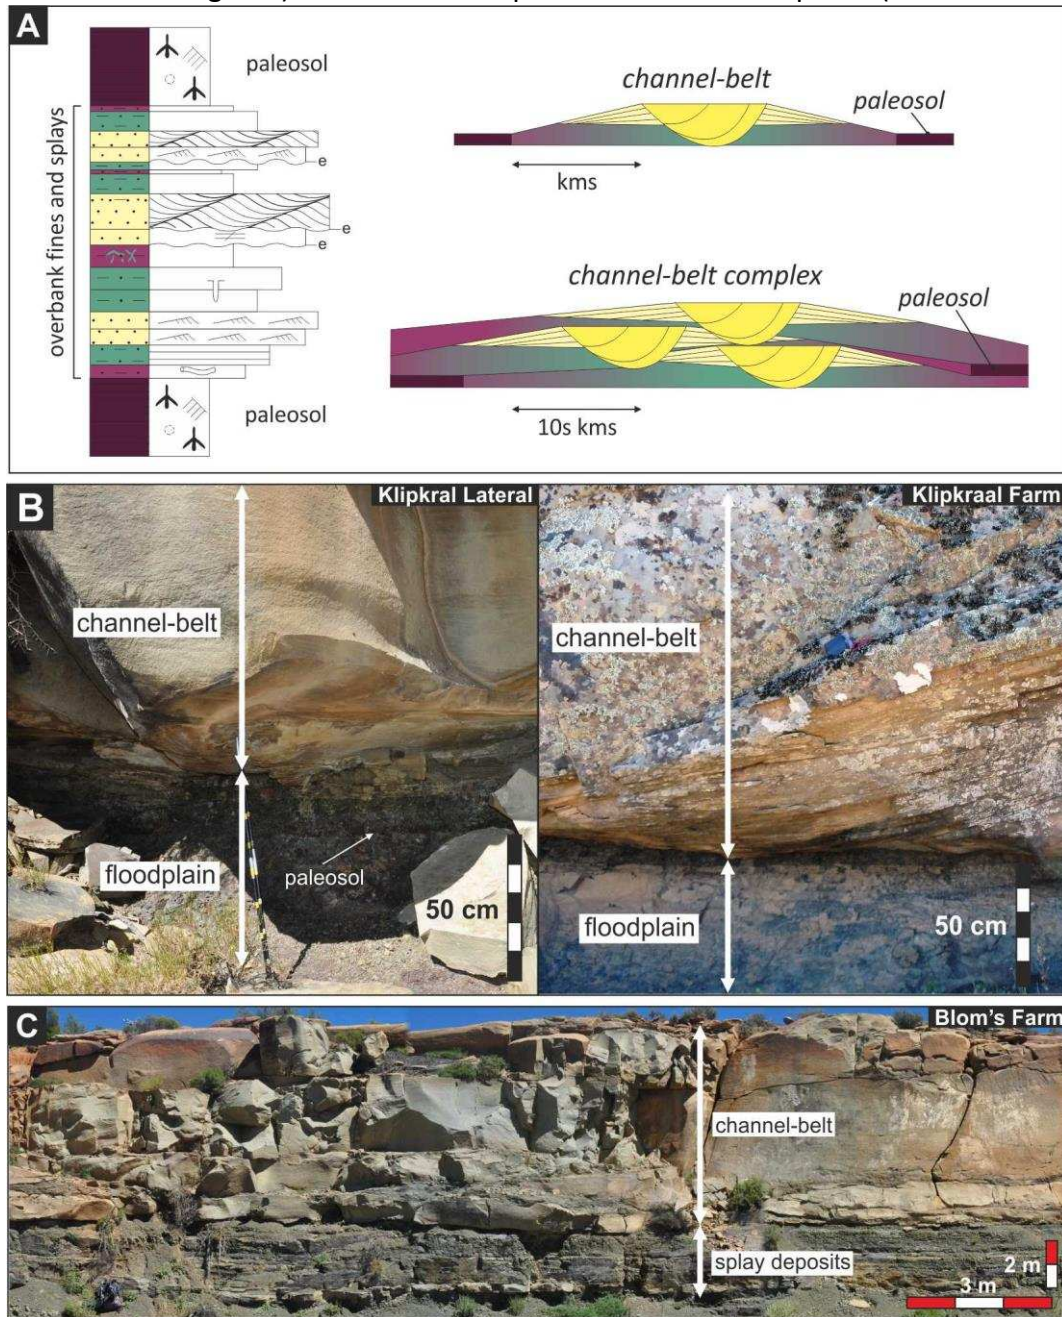 A
paleosol
overbank fines and splays
e
e
e
paleosol
channel-belt
paleosol
kms
channel-belt complex
paleosol
10s kms
B
Klipkral Lateral
channel-belt
floodplain
paleosol
50 cm
Klipkraal Farm
channel-belt
floodplain
50 cm
C
Blom's Farm
channel-belt
splay deposits
2 m
3 m